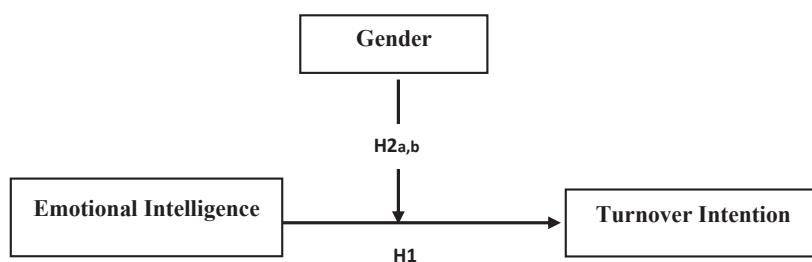 Gender
H2a,b
Emotional Intelligence
Turnover Intention
H1